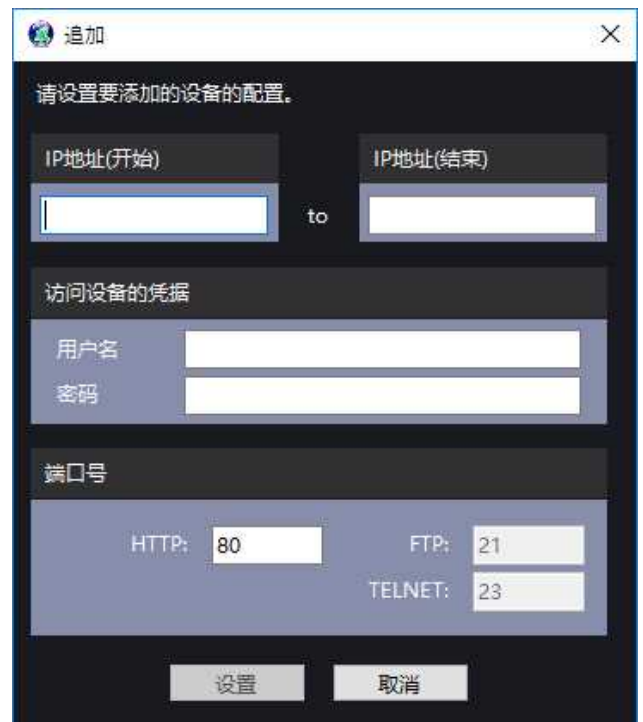 追加
请设置要添加的设备的配置。
IP地址(开始)
IP地址(结束)
to
访问设备的凭据
用户名
密码
端口号
HTTP: 80
FTP: 21
TELNET: 23
设置
取消